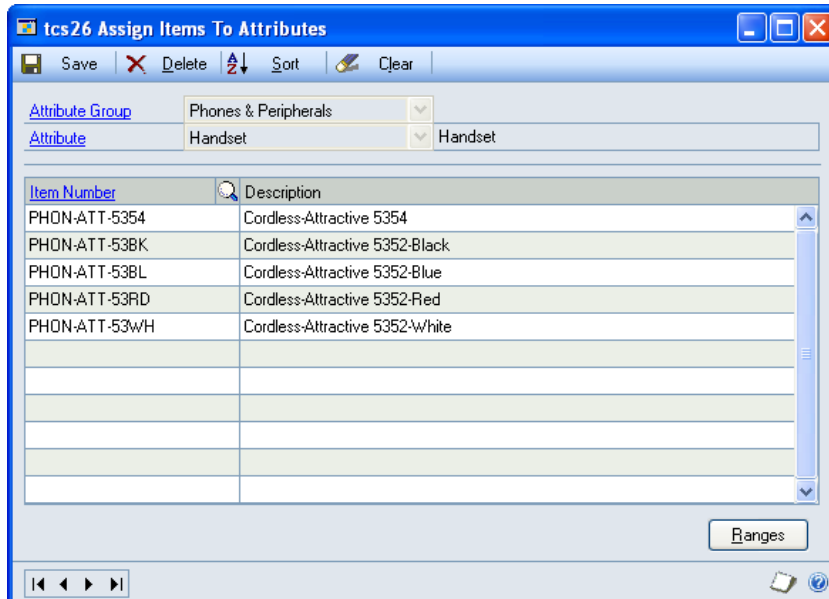 tcs26 Assign Items To Attributes
Save Delete Sort Clear
Attribute Group Phones & Peripherals
Attribute Handset Handset
Item Number Description
PHON-ATT-5354 Cordless-Attractive 5354
PHON-ATT-53BK Cordless-Attractive 5352-Black
PHON-ATT-53BL Cordless-Attractive 5352-Blue
PHON-ATT-53RD Cordless-Attractive 5352-Red
PHON-ATT-53WH Cordless-Attractive 5352-White
Ranges